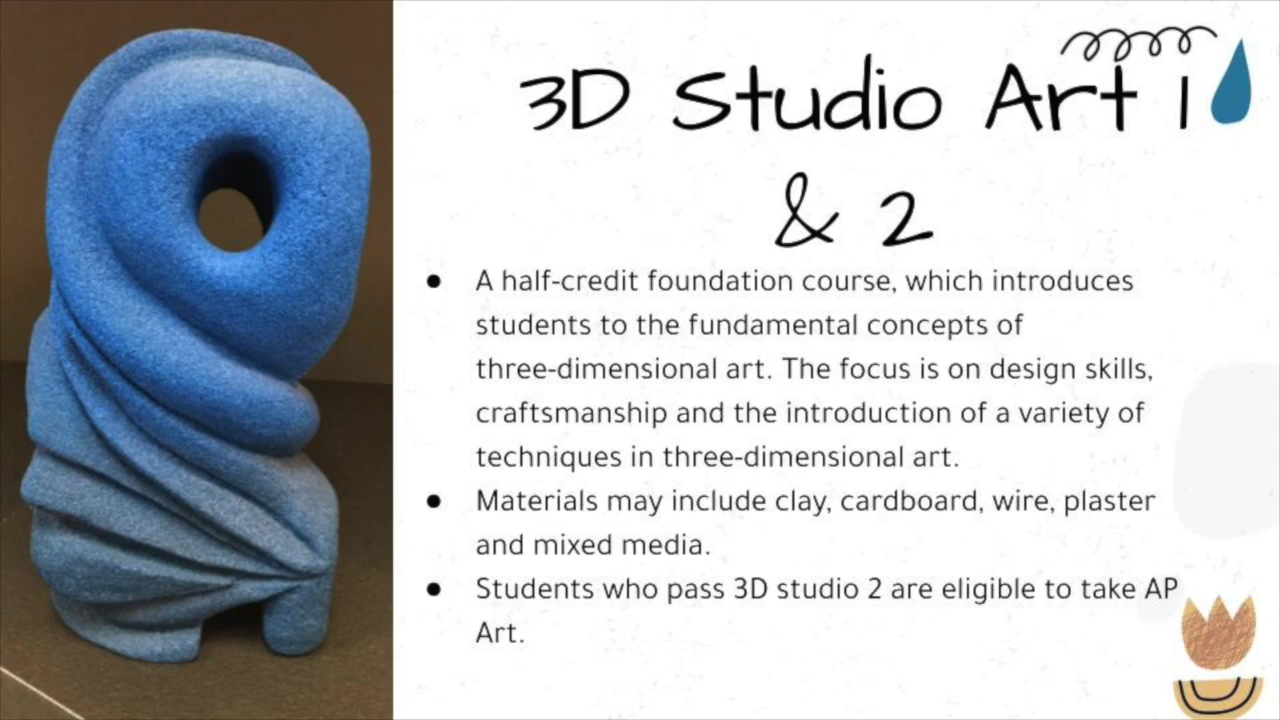 3D Studio Art 1
& 2
● A half-credit foundation course, which introduces
students to the fundamental concepts of
three-dimensional art. The focus is on design skills,
craftsmanship and the introduction of a variety of
techniques in three-dimensional art.
● Materials may include clay, cardboard, wire, plaster
and mixed media.
● Students who pass 3D studio 2 are eligible to take AP
Art.